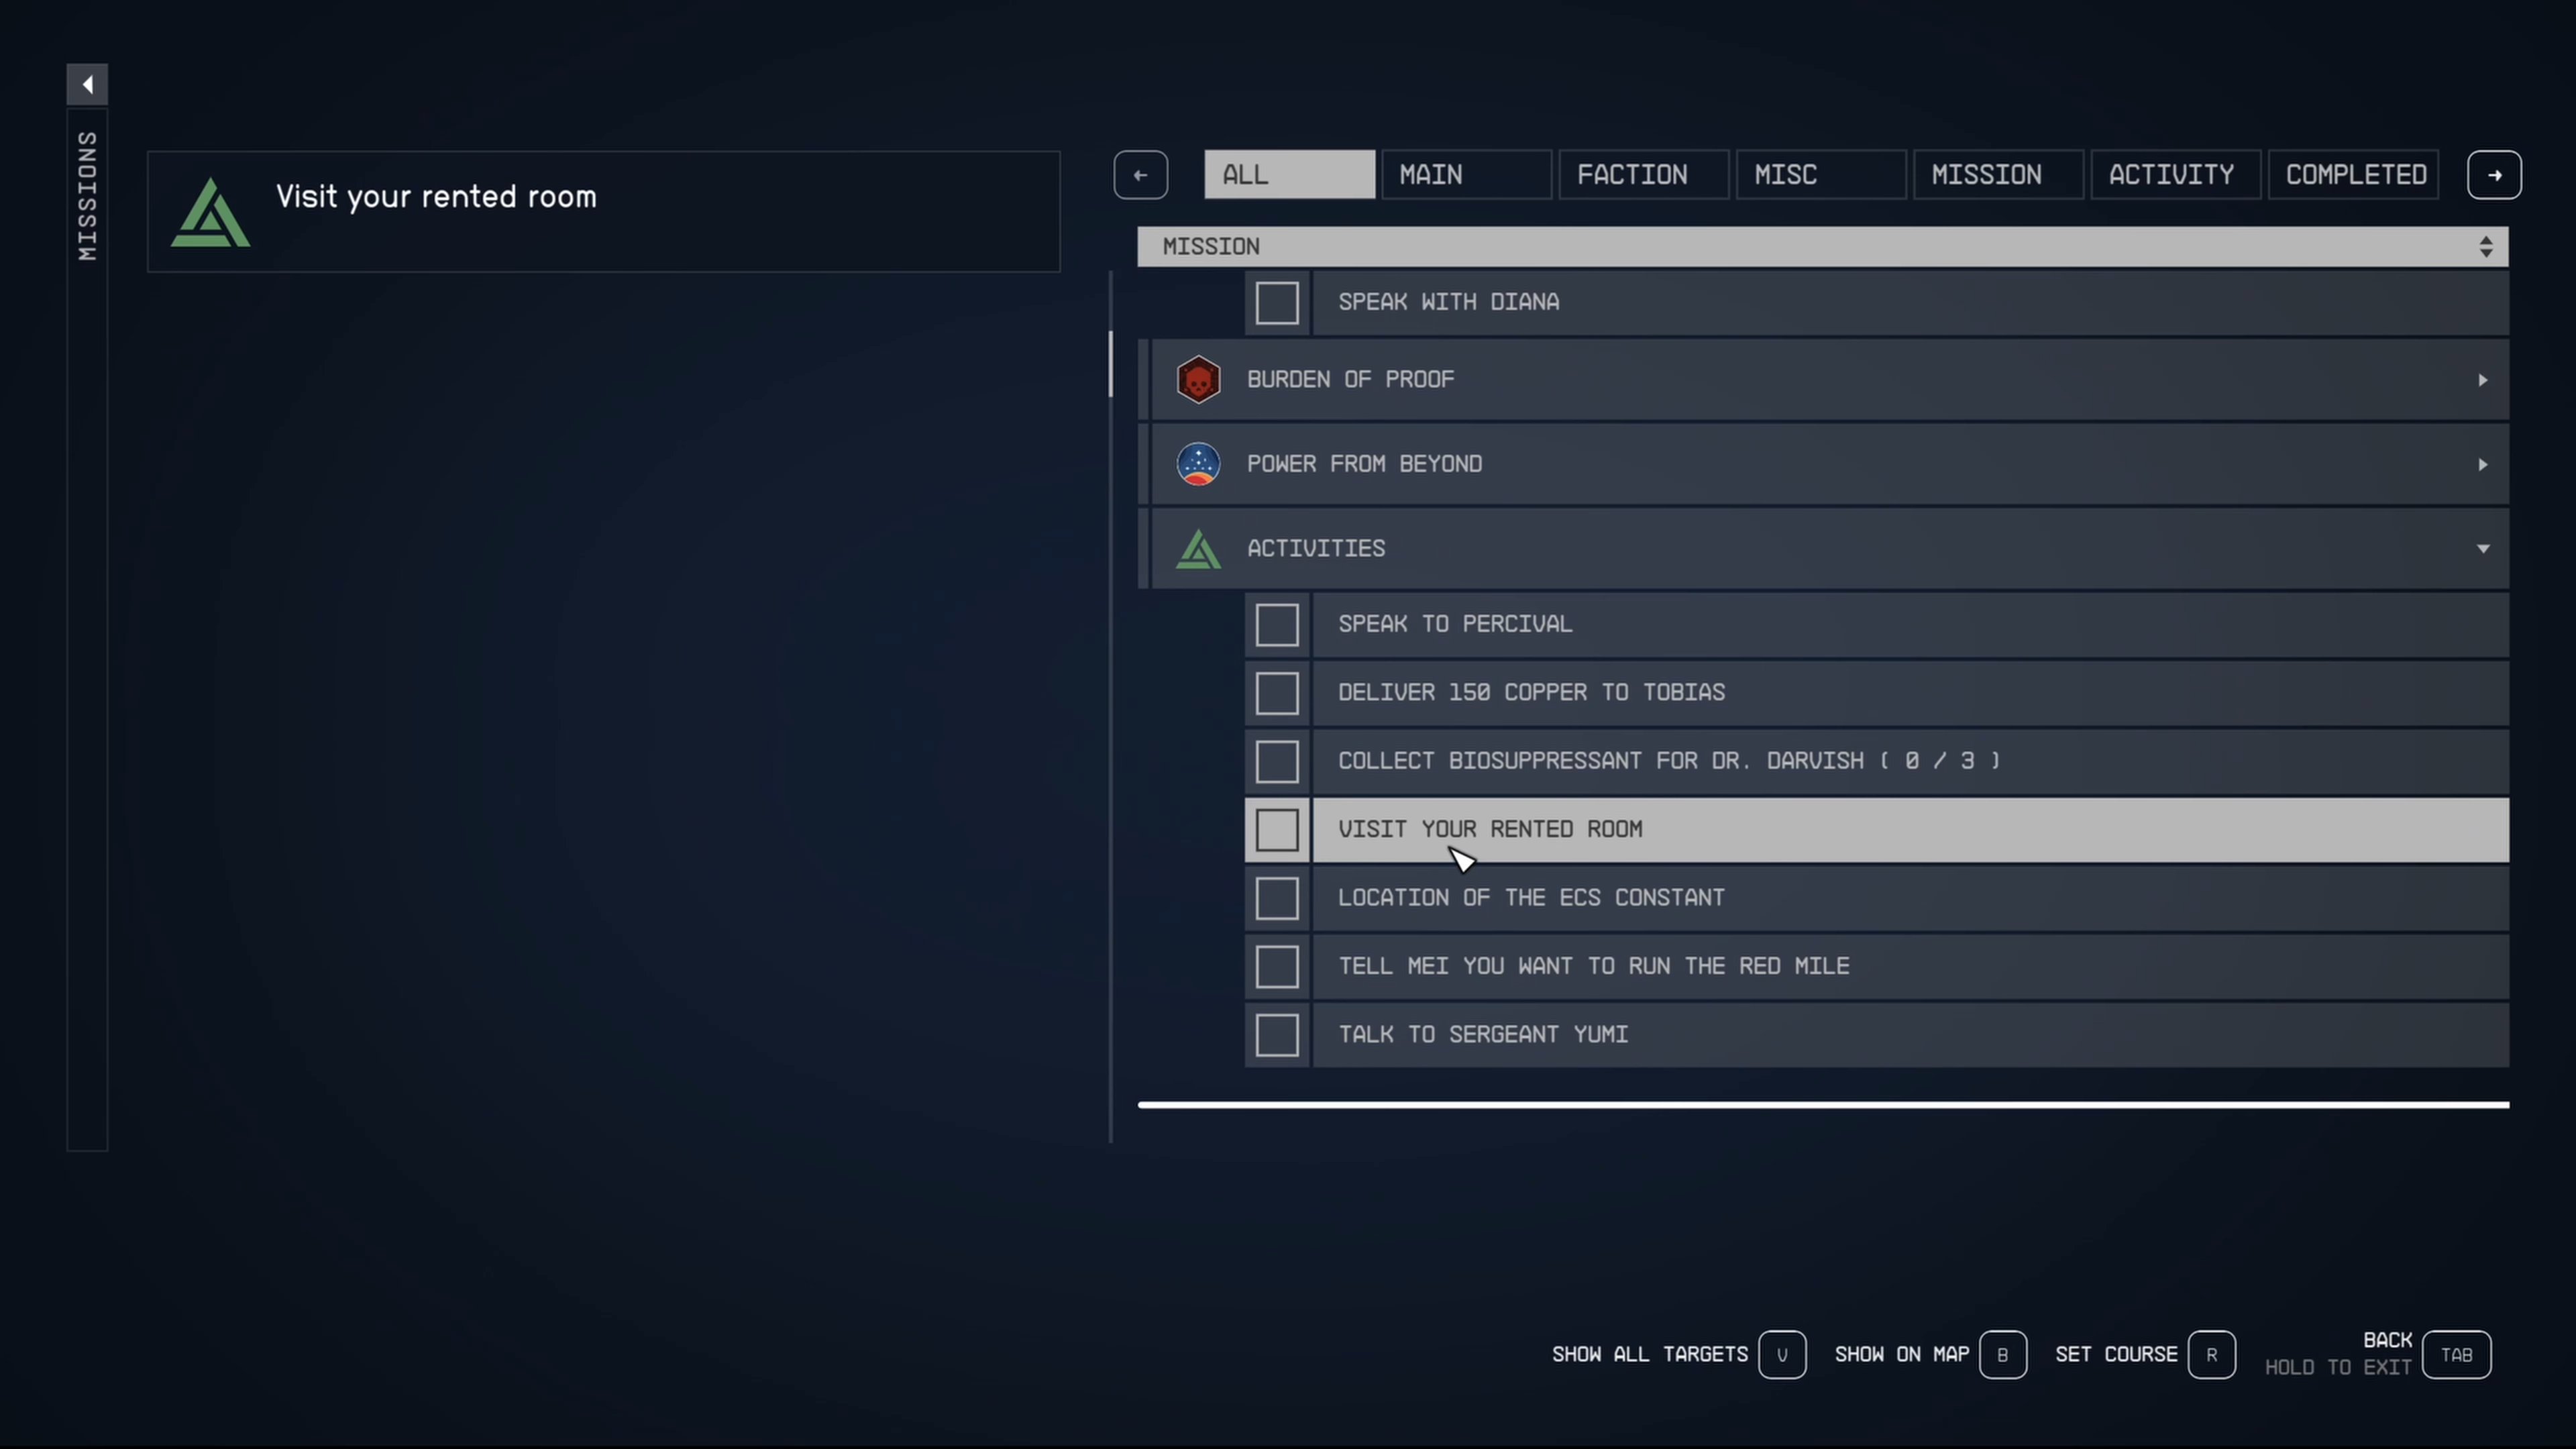 MISSIONS
Visit your rented room
ALL
MAIN
FACTION
MISC
MISSION
ACTIVITY
COMPLETED
MISSION
SPEAK WITH DIANA
BURDEN OF PROOF
POWER FROM BEYOND
ACTIVITIES
SPEAK TO PERCIVAL
DELIVER 150 COPPER TO TOBIAS
COLLECT BIOSUPPRESSANT FOR DR. DARVISH ( 0 / 3 )
VISIT YOUR RENTED ROOM
LOCATION OF THE ECS CONSTANT
TELL MEI YOU WANT TO RUN THE RED MILE
TALK TO SERGEANT YUMI
SHOW ALL TARGETS V
SHOW ON MAP B
SET COURSE R
BACK
HOLD TO EXIT
TAB